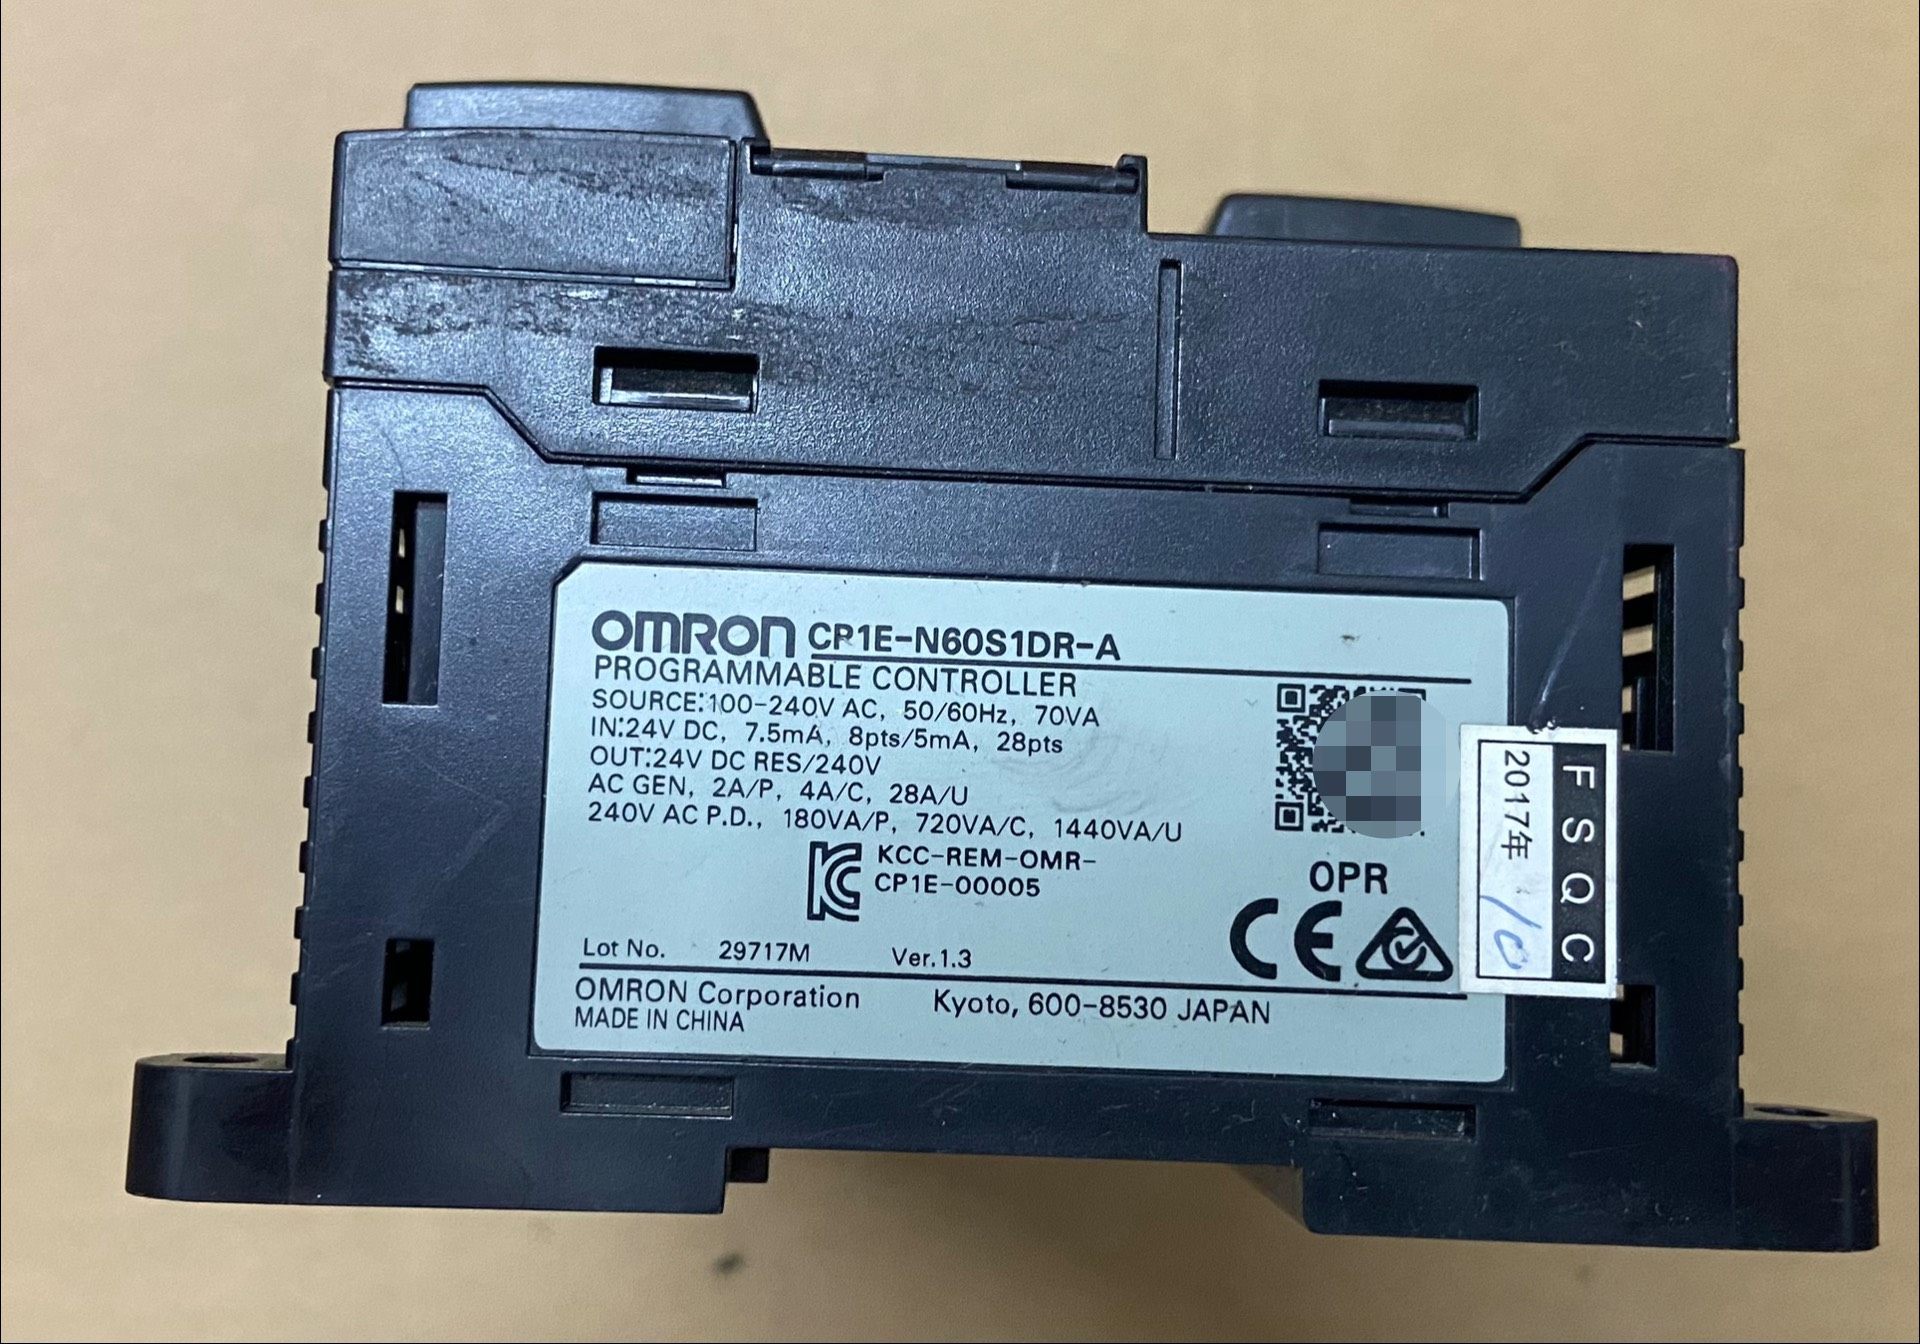 OMRON CP1E-N60S1DR-A
PROGRAMMABLE CONTROLLER
SOURCE:100-240V AC, 50/60Hz, 70VA
IN:24V DC, 7.5mA, 8pts/5mA, 28pts
OUT:24V DC RES/240V
AC GEN, 2A/P, 4A/C, 28A/U
240V AC P.D., 180VA/P, 720VA/C, 1440VA/U
KCC-REM-OMR-
CP1E-00005
OPR
CE
Lot No. 29717M Ver.1.3
OMRON Corporation Kyoto, 600-8530 JAPAN
MADE IN CHINA
FSQC
2017年 10